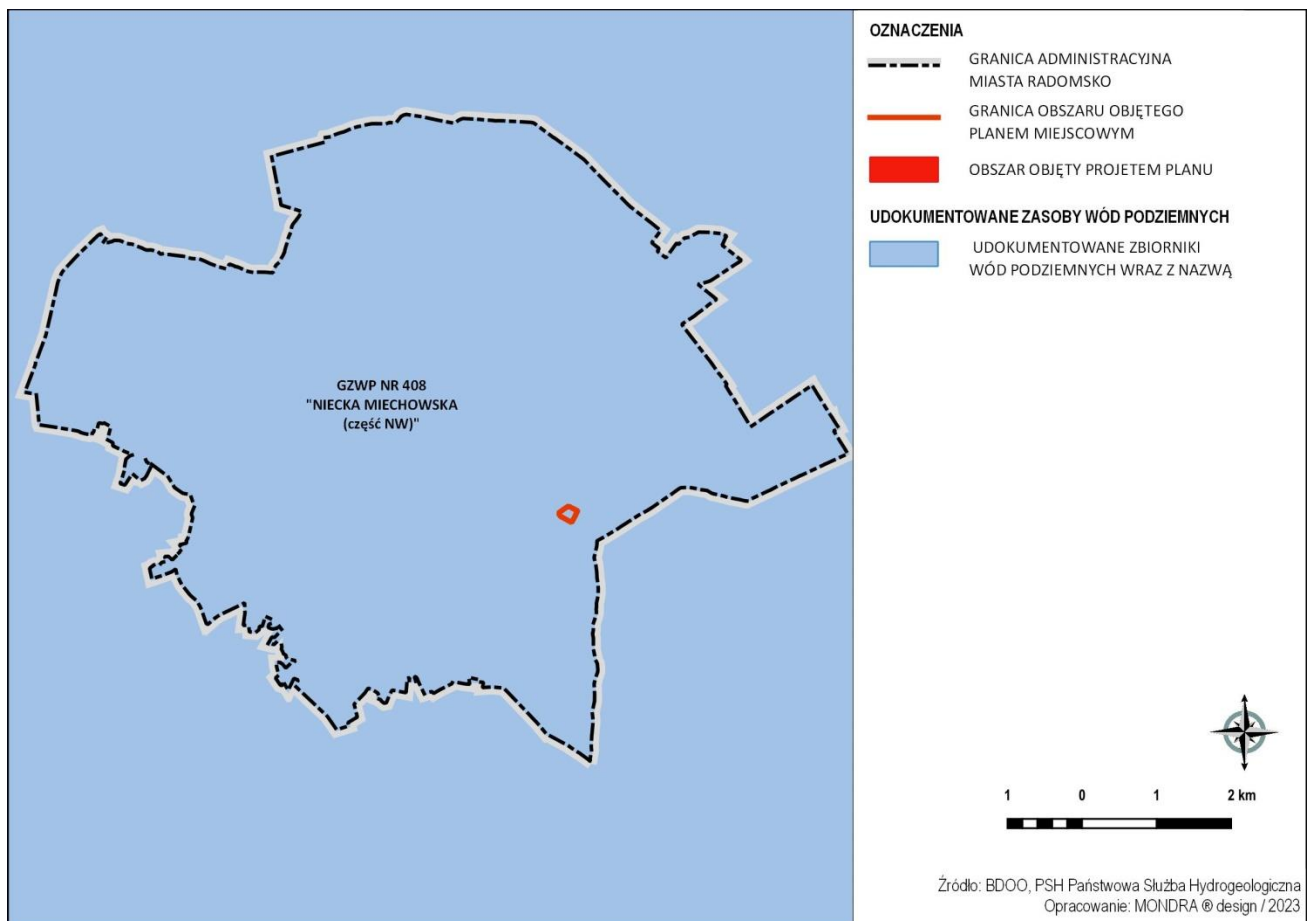 GZWP NR 408
"NIECKA MIECHOWSKA
(część NW)"
OZNACZENIA
GRANICA ADMINISTRACYJNA
MIASTA RADOMSKO
GRANICA OBSZARU OBJĘTEGO
PLANEM MIEJSCOWYM
OBSZAR OBJĘTY PROJETEM PLANU
UDOKUMENTOWANE ZASOBY WÓD PODZIEMNYCH
UDOKUMENTOWANE ZBIORNIKI
WÓD PODZIEMNYCH WRAZ Z NAZWĄ
1 0 1 2 km
Źródło: BDOO, PSH Państwowa Służba Hydrogeologiczna
Opracowanie: MONDRA ® design / 2023